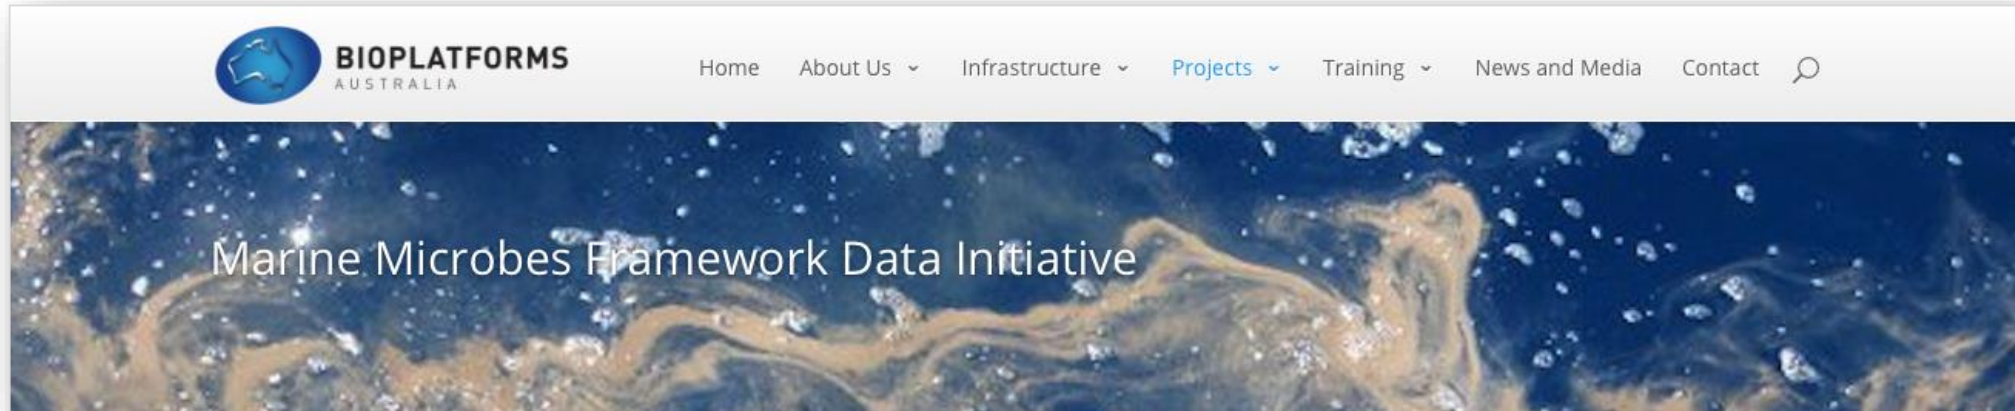 BIOPLATFORMS
AUSTRALIA
Home About Us Infrastructure Projects Training News and Media Contact
Marine Microbes Framework Data Initiative